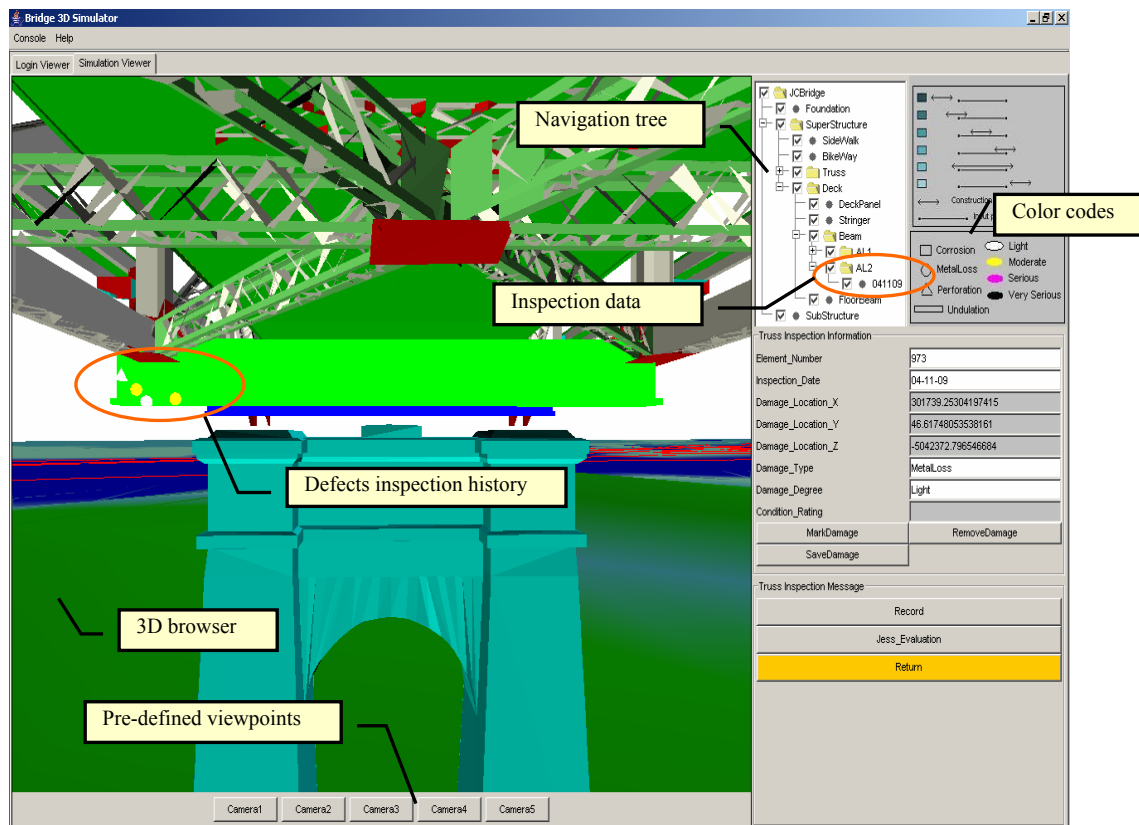 Bridge 3D Simulator
Console Help
Login Viewer Simulation Viewer
JCBridge
Foundation
SuperStructure
SideWalk
BikeWay
Truss
Deck
DeckPanel
Stringer
Beam
AL1
AL2
041109
FloorBeam
SubStructure
Navigation tree
Inspection data
Defects inspection history
3D browser
Pre-defined viewpoints
Color codes
Construction
Input
Corrosion
MetalLoss
Perforation
Undulation
Light
Moderate
Serious
Very Serious
Truss Inspection Information
Element_Number 973
Inspection_Date 04-11-09
Damage_Location_X 301739.25304197415
Damage_Location_Y 46.61748053538161
Damage_Location_Z -5042372.796546684
Damage_Type MetalLoss
Damage_Degree Light
Condition_Rating
MarkDamage RemoveDamage
SaveDamage
Truss Inspection Message
Record
Jess_Evaluation
Return
Camera1 Camera2 Camera3 Camera4 Camera5